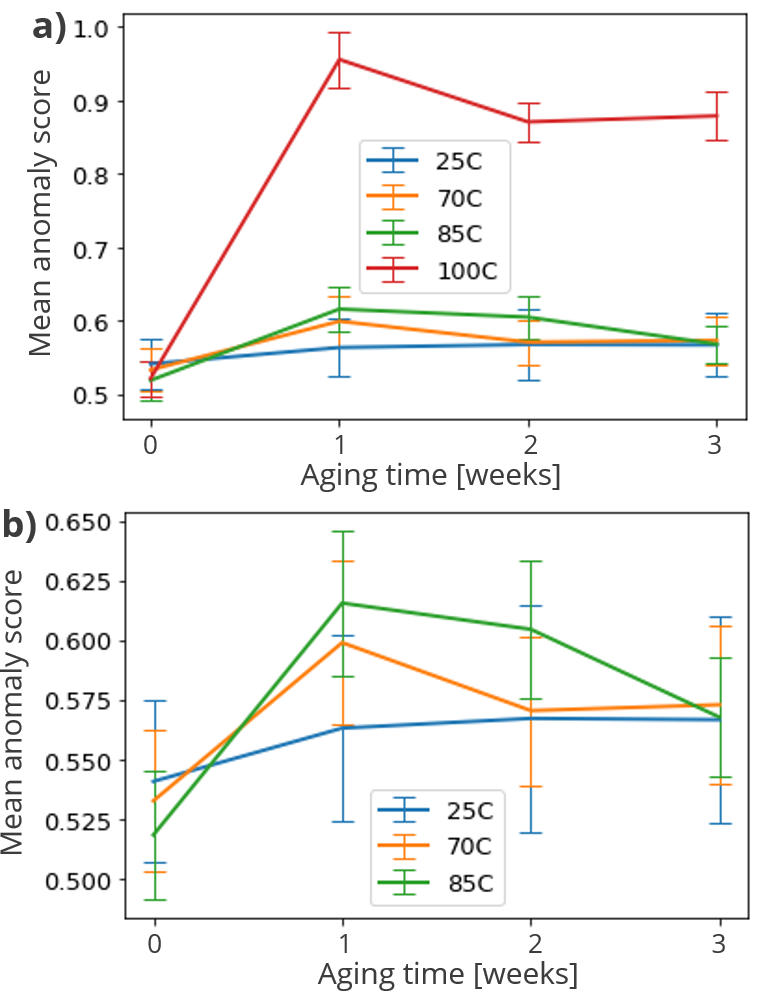 a)
1.0
0.9
0.8
0.7
0.6
0.5
Mean anomaly score
25C
70C
85C
100C
0 1 2 3
Aging time [weeks]
b)
0.650
0.625
0.600
0.575
0.550
0.525
0.500
Mean anomaly score
25C
70C
85C
0 1 2 3
Aging time [weeks]